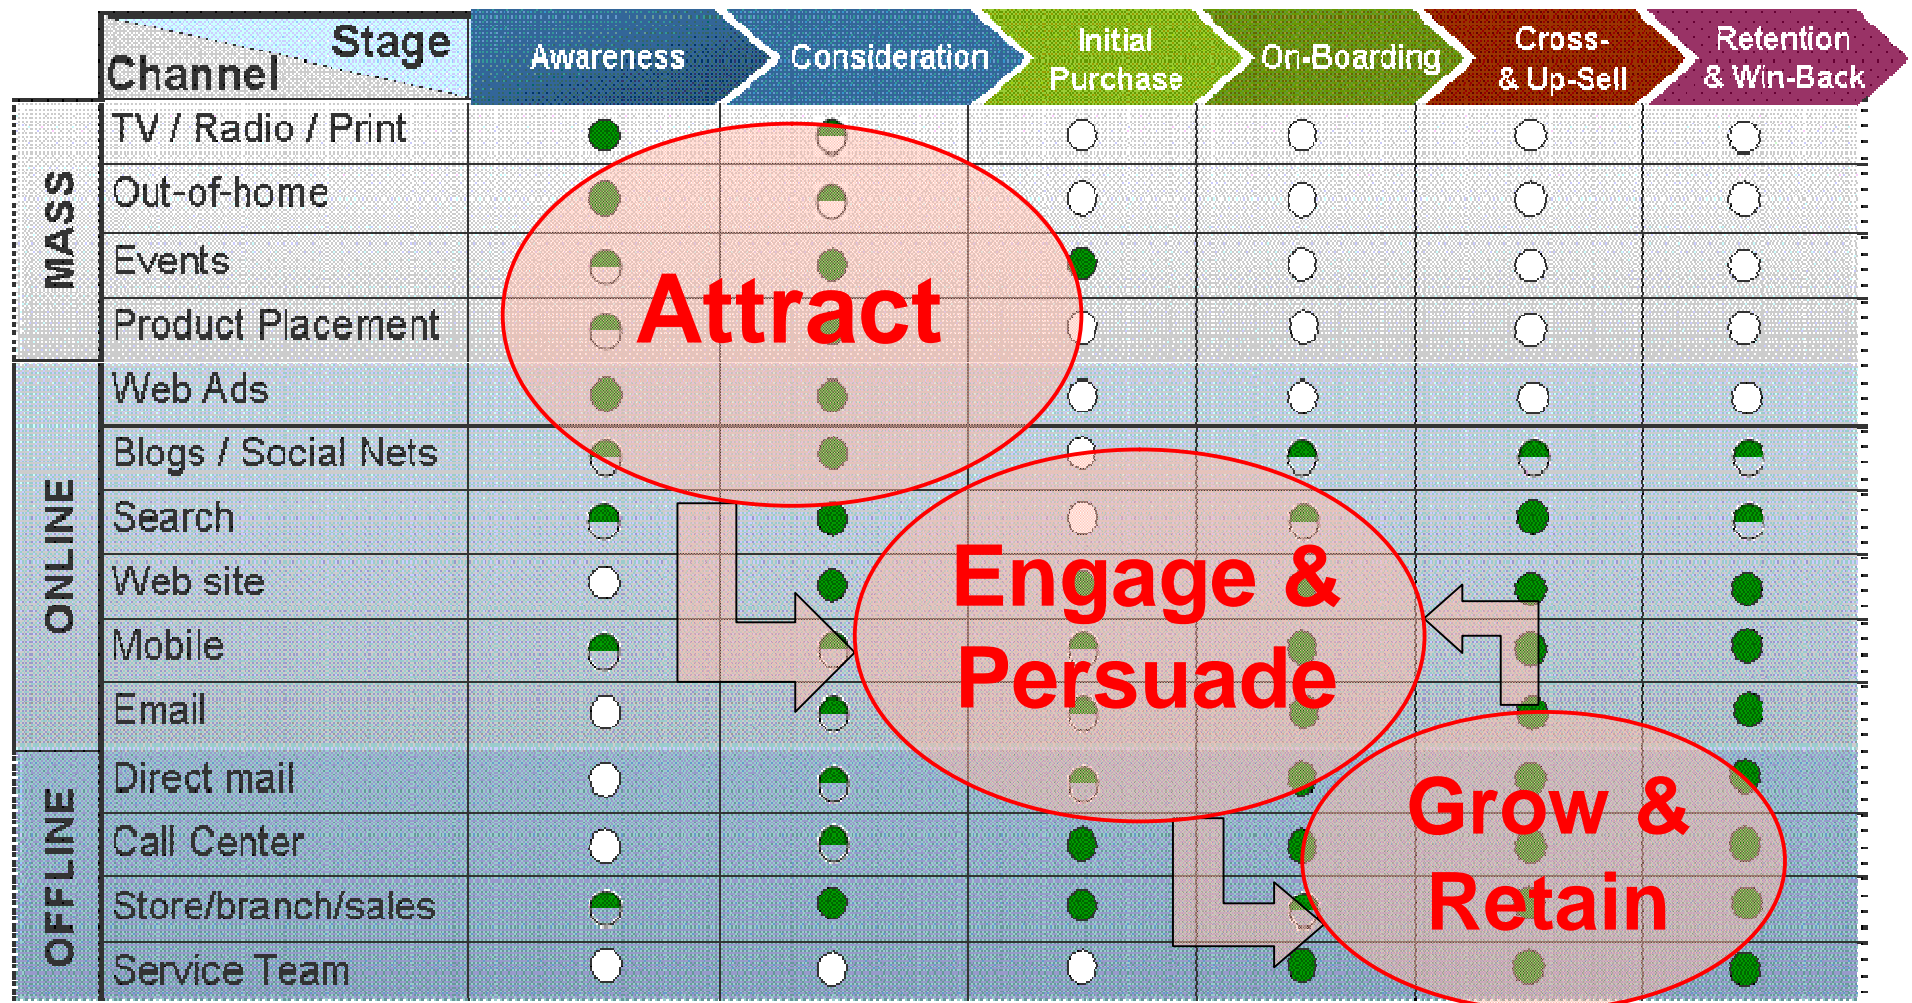 Stage
Channel
Awareness
Consideration
Initial
Purchase
On-Boarding
Cross-
& Up-Sell
Retention
& Win-Back
MASS
TV / Radio / Print
Out-of-home
Events
Product Placement
ONLINE
Web Ads
Blogs / Social Nets
Search
Web site
Mobile
Email
OFFLINE
Direct mail
Call Center
Store/branch/sales
Service Team
Attract
Engage &
Persuade
Grow &
Retain